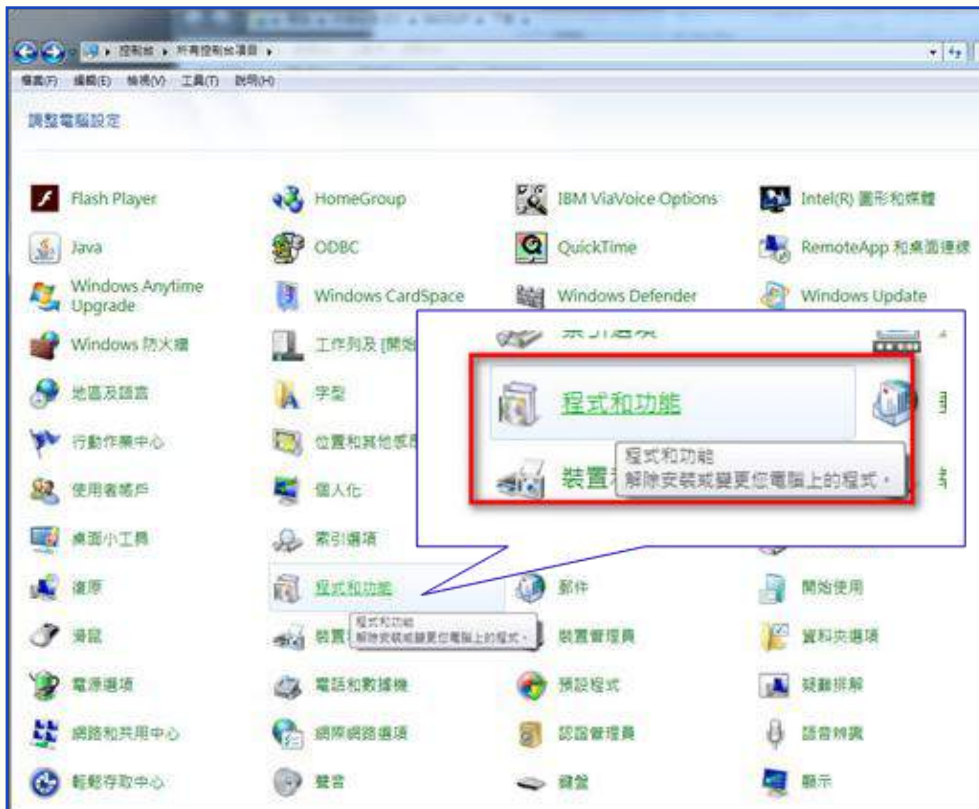 控制台 ▸ 所有控制台項目 ▸
檔案(F) 編輯(E) 檢視(V) 工具(T) 說明(H)
調整電腦設定
Flash Player
HomeGroup
IBM ViaVoice Options
Intel(R) 圖形和媒體
Java
ODBC
QuickTime
RemoteApp 和桌面連線
Windows Anytime
Upgrade
Windows CardSpace
Windows Defender
Windows Update
Windows 防火牆
工作列及 [開始
索引選項
程式和功能
程式和功能
解除安裝或變更您電腦上的程式。
裝置
地區及語言
字型
行動作業中心
位置和其他感應
使用者帳戶
個人化
桌面小工具
索引選項
復原
程式和功能
郵件
開始使用
程式和功能
解除安裝或變更您電腦上的程式。
滑鼠
裝置
裝置管理員
資料夾選項
電源選項
電話和數據機
預設程式
疑難排解
網路和共用中心
網際網路選項
認證管理員
語音辨識
輕鬆存取中心
聲音
鍵盤
顯示